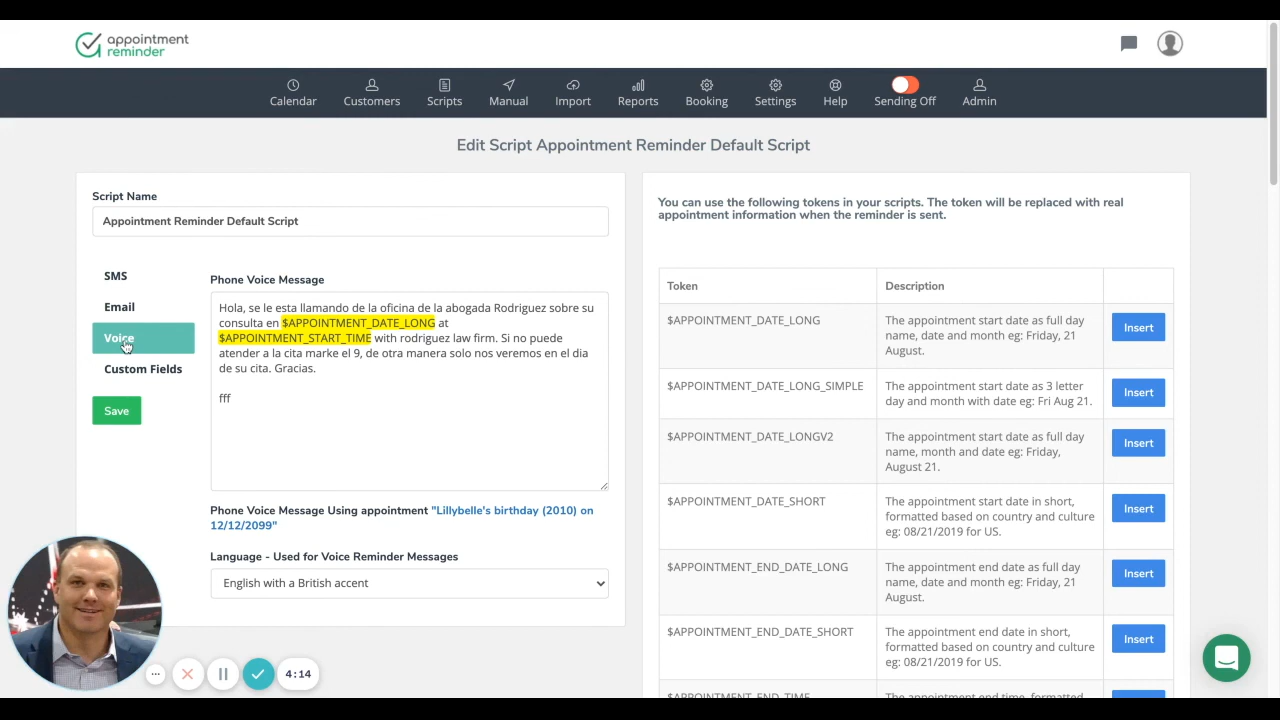 appointment
reminder
Calendar
Customers
Scripts
Manual
Import
Reports
Booking
Settings
Help
Sending Off
Admin
Edit Script Appointment Reminder Default Script
Script Name
Appointment Reminder Default Script
SMS
Email
Voice
Custom Fields
Save
Phone Voice Message
Hola, se le esta llamando de la oficina de la abogada Rodriguez sobre su
consulta en $APPOINTMENT_DATE_LONG at
$APPOINTMENT_START_TIME with rodriguez law firm. Si no puede
atender a la cita marke el 9, de otra manera solo nos veremos en el dia
de su cita. Gracias.
fff
Phone Voice Message Using appointment "Lillybelle's birthday (2010) on
12/12/2099"
Language - Used for Voice Reminder Messages
English with a British accent
4:14
You can use the following tokens in your scripts. The token will be replaced with real
appointment information when the reminder is sent.
Token
Description
$APPOINTMENT_DATE_LONG
The appointment start date as full day
name, date and month eg: Friday, 21
August.
Insert
$APPOINTMENT_DATE_LONG_SIMPLE
The appointment start date as 3 letter
day and month with date eg: Fri Aug 21.
Insert
$APPOINTMENT_DATE_LONGV2
The appointment start date as full day
name, month and date eg: Friday,
August 21.
Insert
$APPOINTMENT_DATE_SHORT
The appointment start date in short,
formatted based on country and culture
eg: 08/21/2019 for US.
Insert
$APPOINTMENT_END_DATE_LONG
The appointment end date as full day
name, date and month eg: Friday, 21
August.
Insert
$APPOINTMENT_END_DATE_SHORT
The appointment end date in short,
formatted based on country and culture
eg: 08/21/2019 for US.
Insert
$APPOINTMENT_END_TIME
The appointment end time, formatted